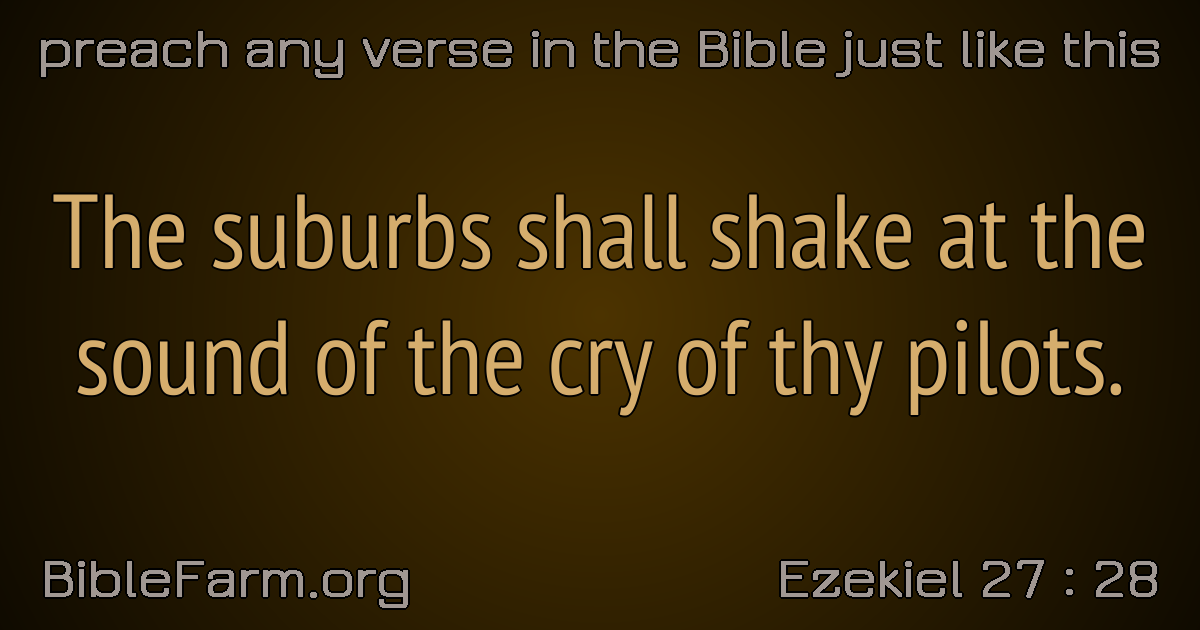 preach any verse in the Bible just like this
The suburbs shall shake at the
sound of the cry of thy pilots.
BibleFarm.org
Ezekiel 27 : 28